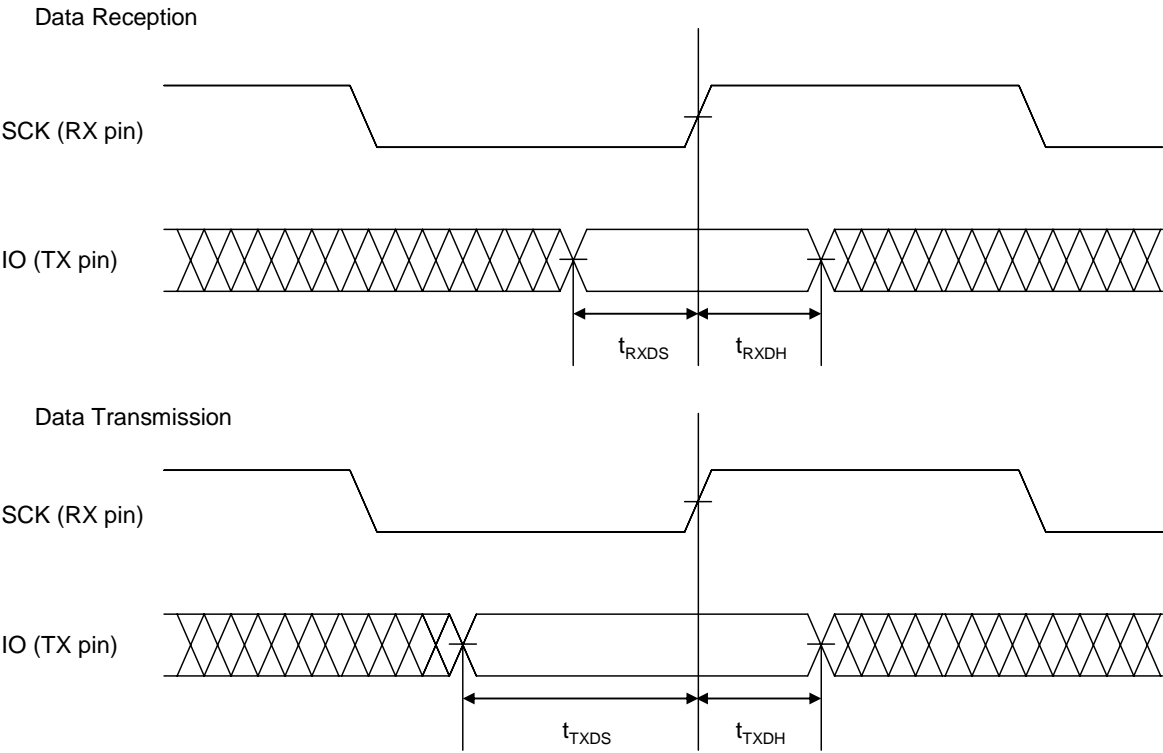 Data Reception
SCK (RX pin)
IO (TX pin)
tRXDS tRXDH
Data Transmission
SCK (RX pin)
IO (TX pin)
tTXDS tTXDH